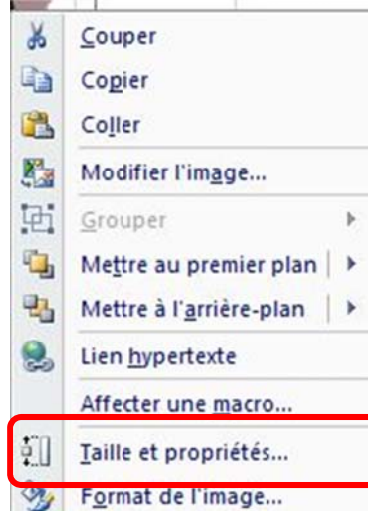 Couper
Copier
Coller
Modifier l'image...
Grouper
Mettre au premier plan
Mettre à l'arrière-plan
Lien hypertexte
Affecter une macro...
Taille et propriétés...
Format de l'image...